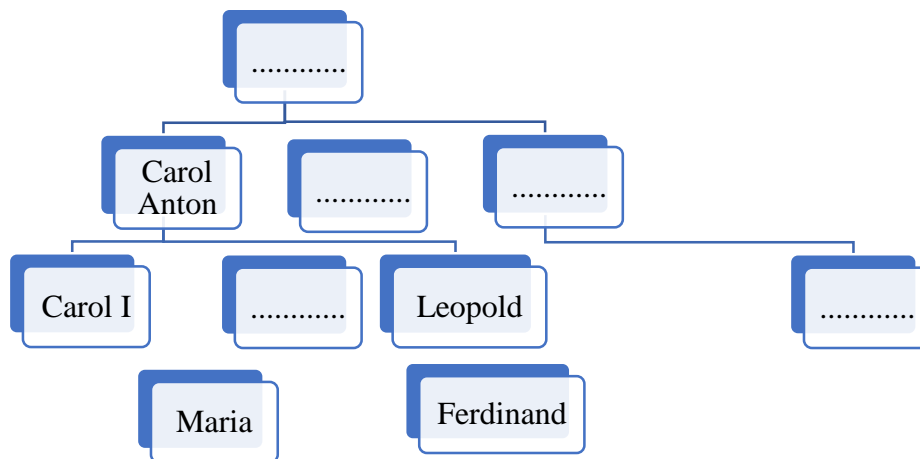 ............
Carol
Anton
............
............
Carol I
............
Leopold
............
Maria
Ferdinand